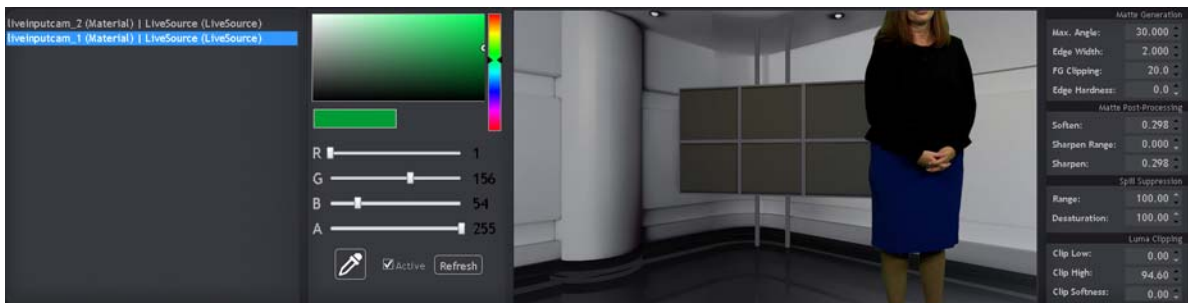 liveinputcam_2 (Material) | LiveSource (LiveSource)
liveinputcam_1 (Material) | LiveSource (LiveSource)
R 1
G 156
B 54
A 255
Active Refresh
Matte Generation
Max. Angle: 30.000
Edge Width: 2.000
FG Clipping: 20.0
Edge Hardness: 0.0
Matte Post-Processing
Soften: 0.298
Sharpen Range: 0.000
Sharpen: 0.298
Spill Suppression
Range: 100.00
Dessturation: 100.00
Luma Clipping
Clip Low: 0.00
Clip High: 94.60
Clip Softness: 0.00